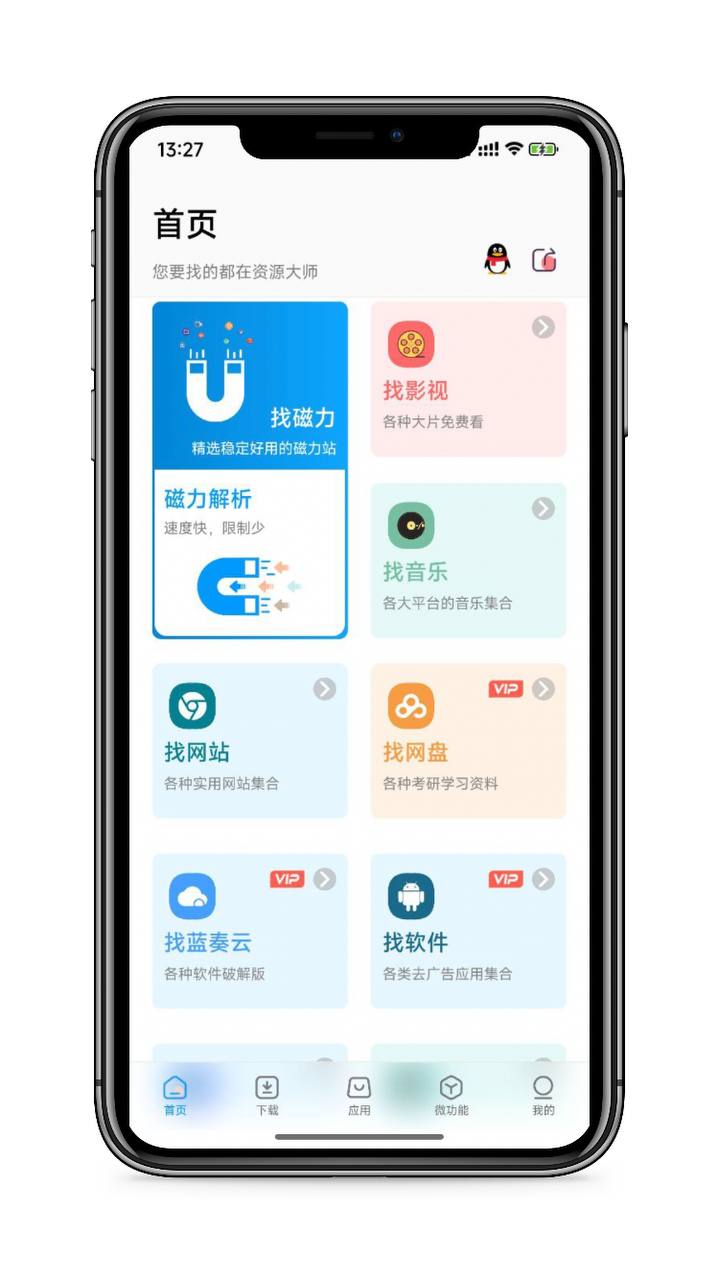 13:27
首页
您要找的都在资源大师
找磁力
精选稳定好用的磁力站
磁力解析
速度快，限制少
找影视
各种大片免费看
找音乐
各大平台的音乐集合
找网站
各种实用网站集合
VIP
找网盘
各种考研学习资料
VIP
找蓝奏云
各种软件破解版
VIP
找软件
各类去广告应用集合
首页
下载
应用
微功能
我的